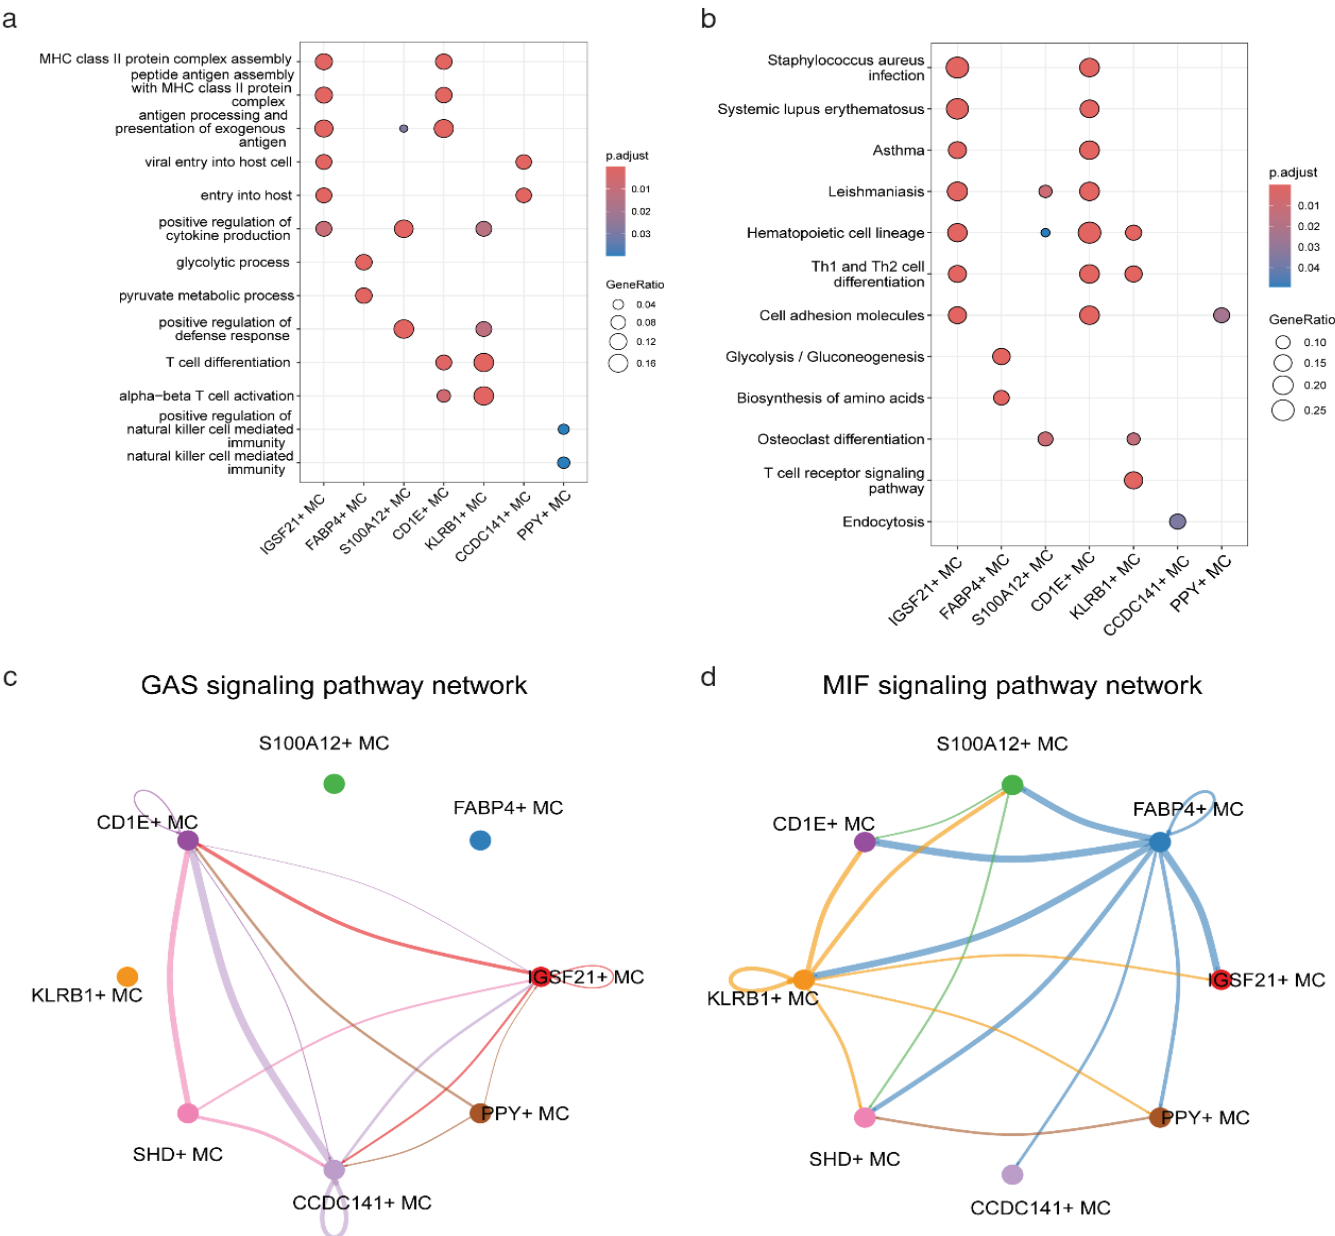 a
MHC class II protein complex assembly
peptide antigen assembly
with MHC class II protein
complex
antigen processing and
presentation of exogenous
antigen
viral entry into host cell
entry into host
positive regulation of
cytokine production
glycolytic process
pyruvate metabolic process
positive regulation of
defense response
T cell differentiation
alpha−beta T cell activation
positive regulation of
natural killer cell mediated
immunity
natural killer cell mediated
immunity
IGSF21+ MC
FABP4+ MC
S100A12+ MC
CD1E+ MC
KLRB1+ MC
CCDC141+ MC
PPY+ MC
p.adjust
0.01
0.02
0.03
GeneRatio
0.04
0.08
0.12
0.16
b
Staphylococcus aureus
infection
Systemic lupus erythematosus
Asthma
Leishmaniasis
Hematopoietic cell lineage
Th1 and Th2 cell
differentiation
Cell adhesion molecules
Glycolysis / Gluconeogenesis
Biosynthesis of amino acids
Osteoclast differentiation
T cell receptor signaling
pathway
Endocytosis
IGSF21+ MC
FABP4+ MC
S100A12+ MC
CD1E+ MC
KLRB1+ MC
CCDC141+ MC
PPY+ MC
p.adjust
0.01
0.02
0.03
0.04
GeneRatio
0.10
0.15
0.20
0.25
c
GAS signaling pathway network
S100A12+ MC
FABP4+ MC
CD1E+ MC
IGSF21+ MC
KLRB1+ MC
PPY+ MC
SHD+ MC
CCDC141+ MC
d
MIF signaling pathway network
S100A12+ MC
FABP4+ MC
CD1E+ MC
IGSF21+ MC
KLRB1+ MC
PPY+ MC
SHD+ MC
CCDC141+ MC